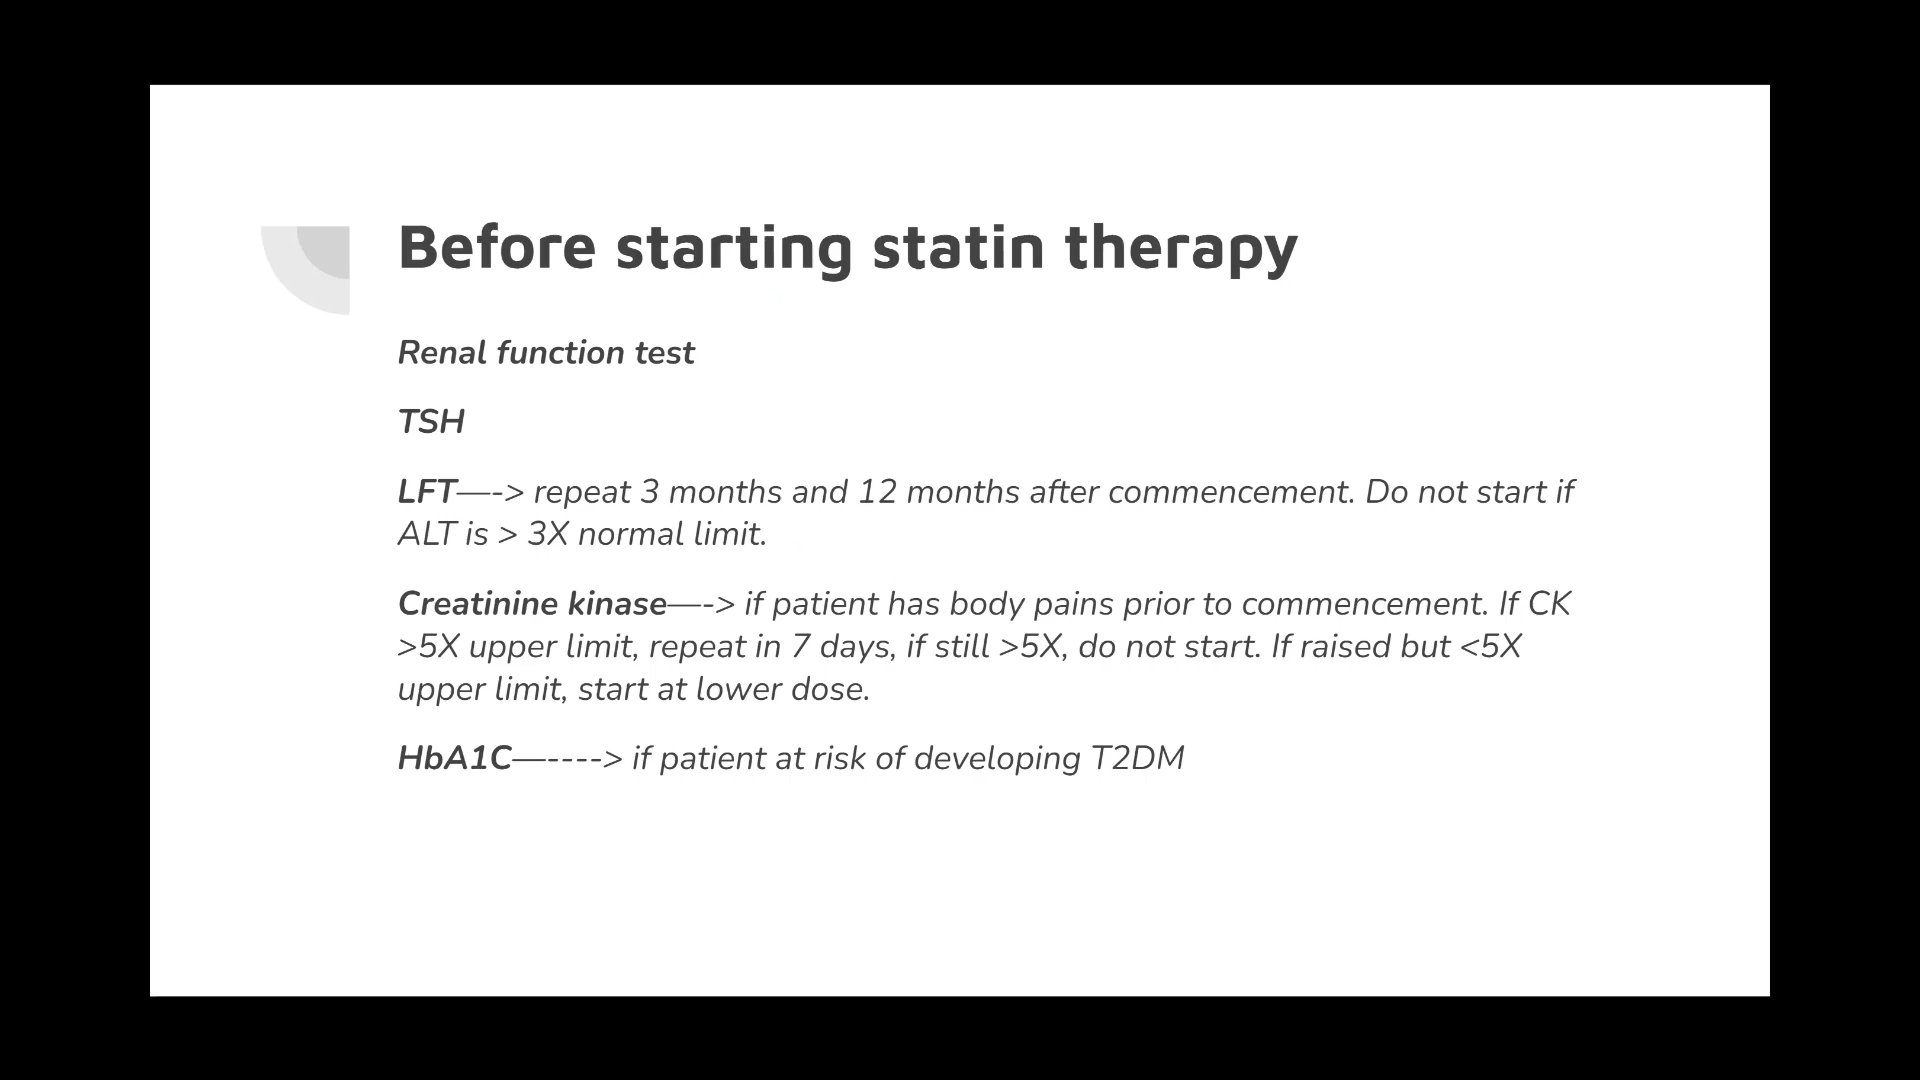 Before starting statin therapy
Renal function test
TSH
LFT—-> repeat 3 months and 12 months after commencement. Do not start if
ALT is > 3X normal limit.
Creatinine kinase—-> if patient has body pains prior to commencement. If CK
>5X upper limit, repeat in 7 days, if still >5X, do not start. If raised but <5X
upper limit, start at lower dose.
HbA1C—----> if patient at risk of developing T2DM